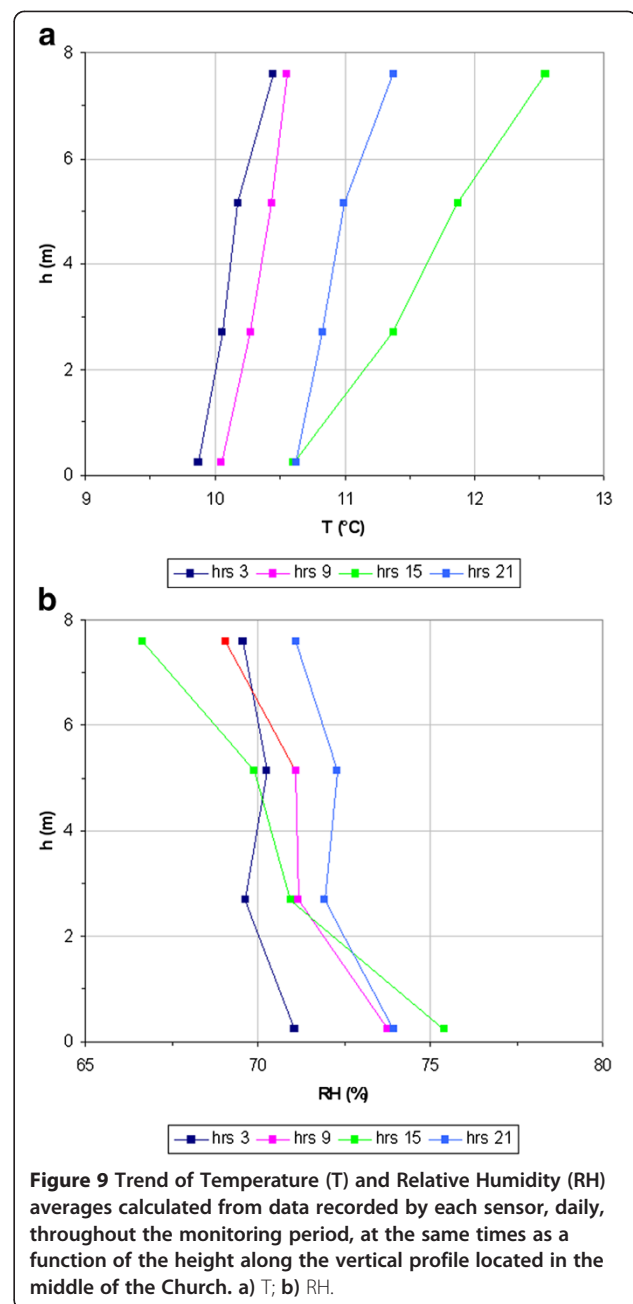 a
8
6
4
2
0
h (m)
9 10 11 12 13
T (°C)
hrs 3 hrs 9 hrs 15 hrs 21
b
8
6
4
2
0
h (m)
65 70 75 80
RH (%)
hrs 3 hrs 9 hrs 15 hrs 21
Figure 9 Trend of Temperature (T) and Relative Humidity (RH)
averages calculated from data recorded by each sensor, daily,
throughout the monitoring period, at the same times as a
function of the height along the vertical profile located in the
middle of the Church. a) T; b) RH.